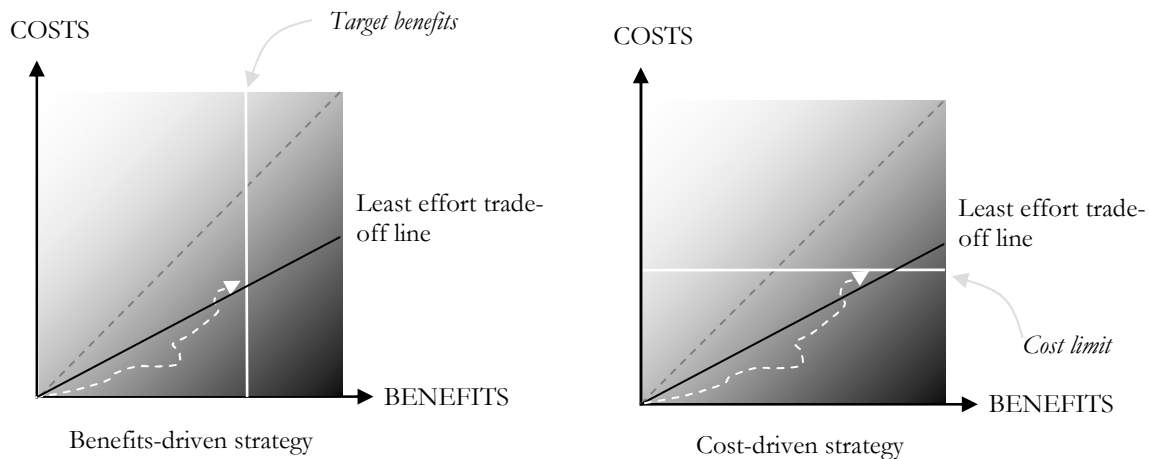 Target benefits
COSTS
Least effort trade-
off line
BENEFITS
Benefits-driven strategy
COSTS
Least effort trade-
off line
Cost limit
BENEFITS
Cost-driven strategy